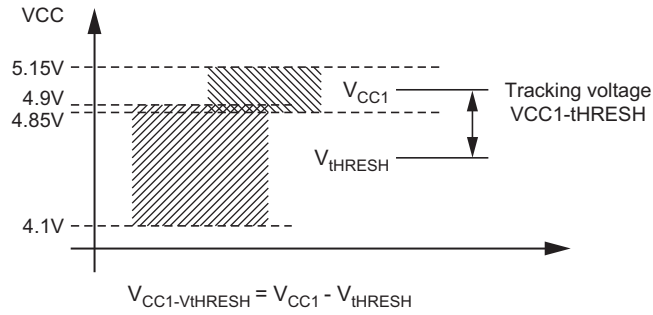 VCC
5.15V
4.9V
4.85V
4.1V
VCC1
Tracking voltage
VCC1-tHRESH
VtHRESH
VCC1-VtHRESH = VCC1 - VtHRESH